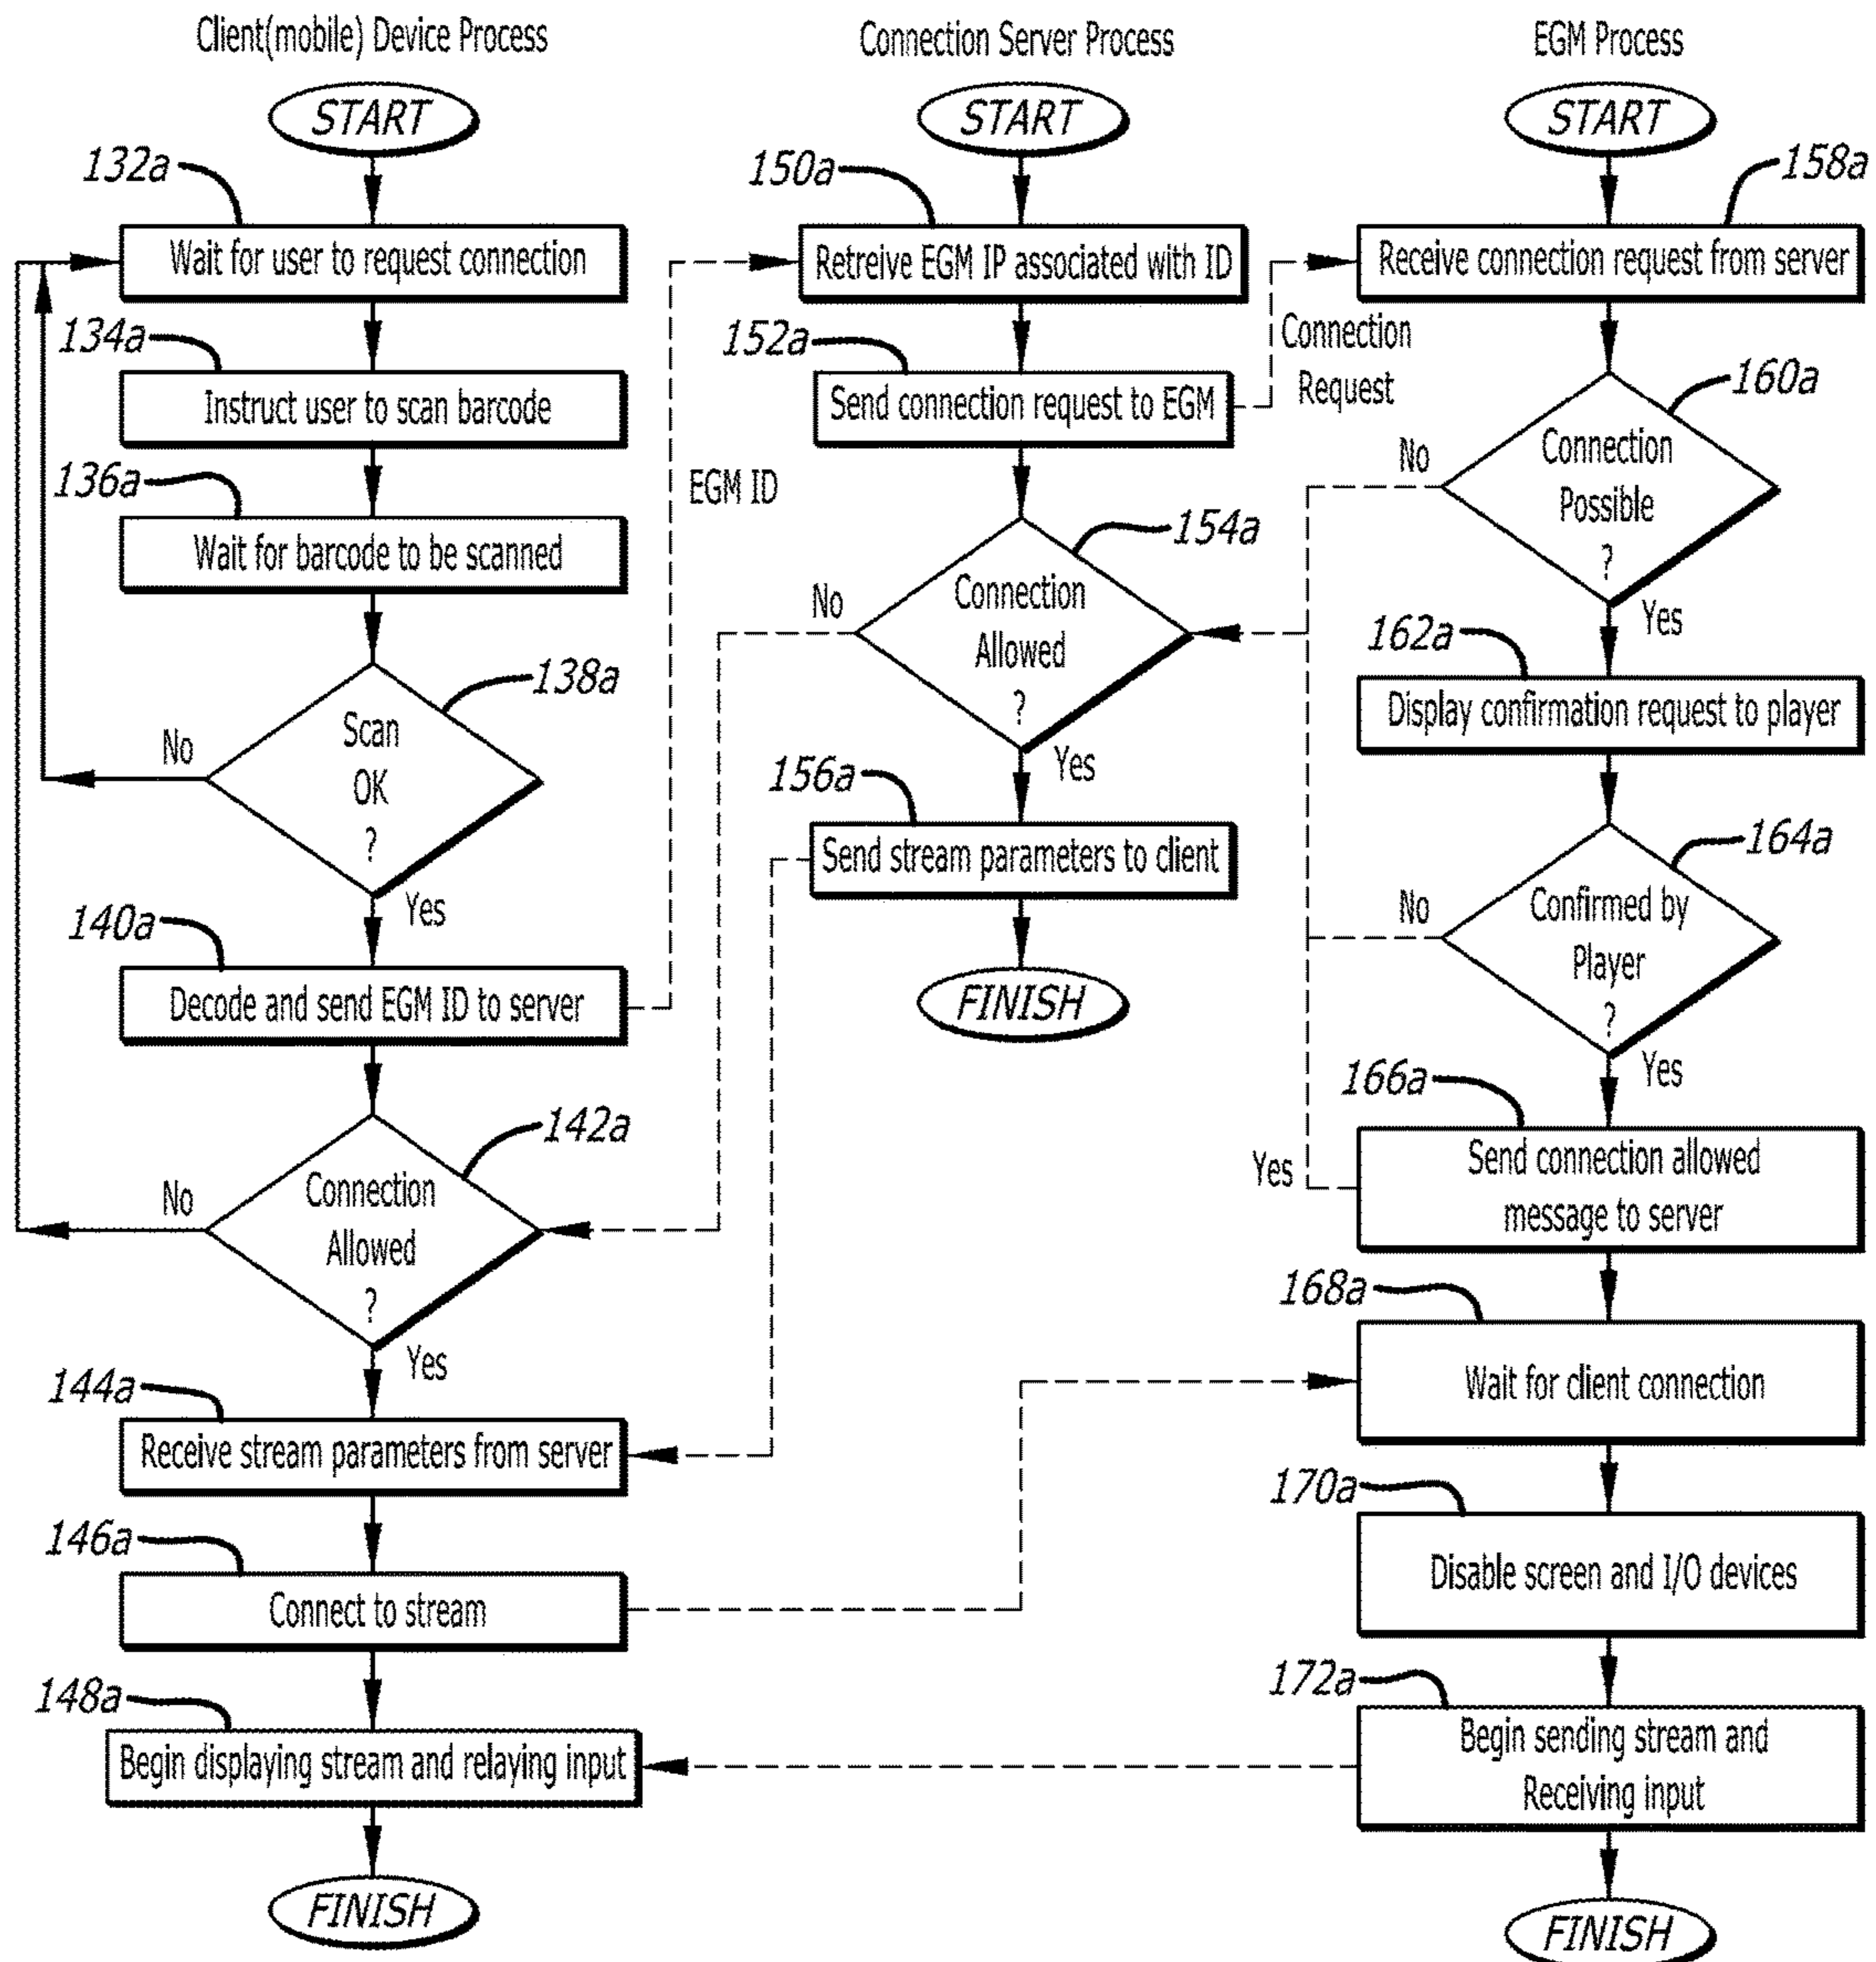 Client(mobile) Device Process
START
132a
Wait for user to request connection
134a
Instruct user to scan barcode
136a
Wait for barcode to be scanned
138a
Scan
OK
?
No
Yes
140a
Decode and send EGM ID to server
142a
Connection
Allowed
?
No
Yes
144a
Receive stream parameters from server
146a
Connect to stream
148a
Begin displaying stream and relaying input
FINISH
EGM ID
Connection Server Process
START
150a
Retreive EGM IP associated with ID
152a
Send connection request to EGM
154a
Connection
Allowed
?
No
Yes
156a
Send stream parameters to client
FINISH
Connection
Request
EGM Process
START
158a
Receive connection request from server
160a
Connection
Possible
?
No
Yes
162a
Display confirmation request to player
164a
Confirmed by
Player
?
No
Yes
166a
Send connection allowed
message to server
Yes
168a
Wait for client connection
170a
Disable screen and I/O devices
172a
Begin sending stream and
Receiving input
FINISH